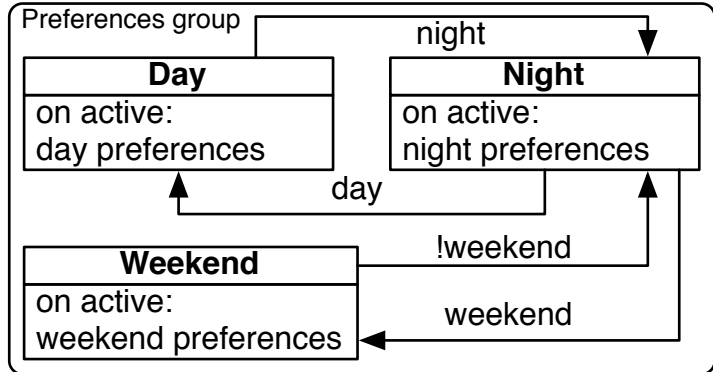 Preferences group
night
Day
on active:
day preferences
Night
on active:
night preferences
day
!weekend
Weekend
on active:
weekend preferences
weekend